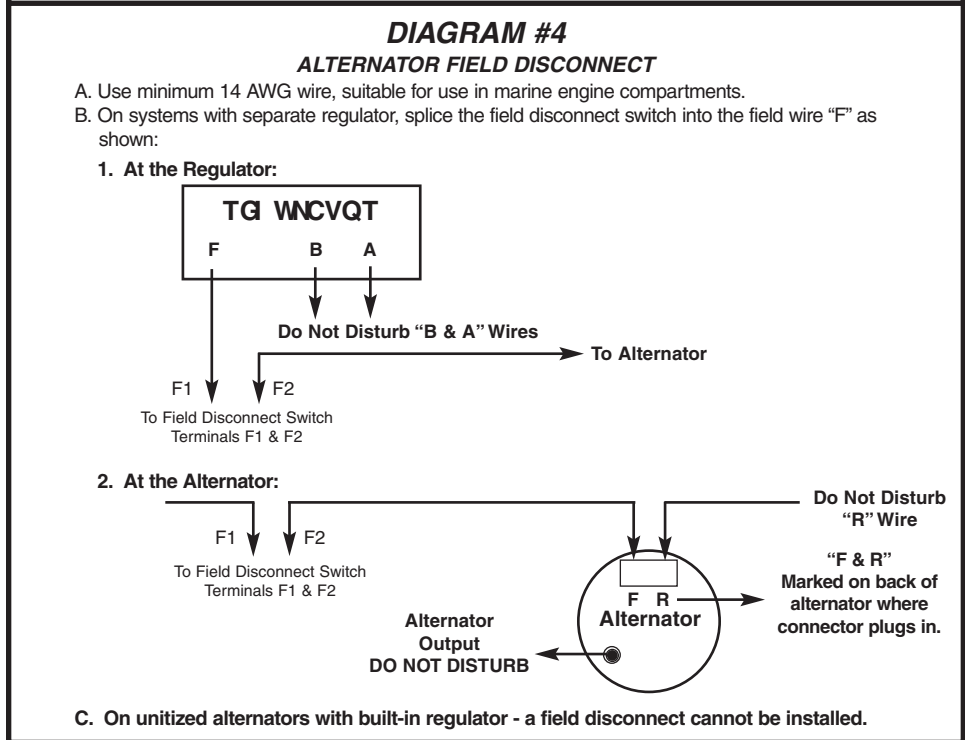 DIAGRAM #4
ALTERNATOR FIELD DISCONNECT
A. Use minimum 14 AWG wire, suitable for use in marine engine compartments.
B. On systems with separate regulator, splice the field disconnect switch into the field wire “F” as
shown:
1. At the Regulator:
TGI WNCVQT
F B A
Do Not Disturb “B & A” Wires
To Alternator
F1 F2
To Field Disconnect Switch
Terminals F1 & F2
2. At the Alternator:
Do Not Disturb
“R” Wire
F1 F2
To Field Disconnect Switch
Terminals F1 & F2
“F & R”
Marked on back of
alternator where
connector plugs in.
F R
Alternator
Alternator
Output
DO NOT DISTURB
C. On unitized alternators with built-in regulator - a field disconnect cannot be installed.